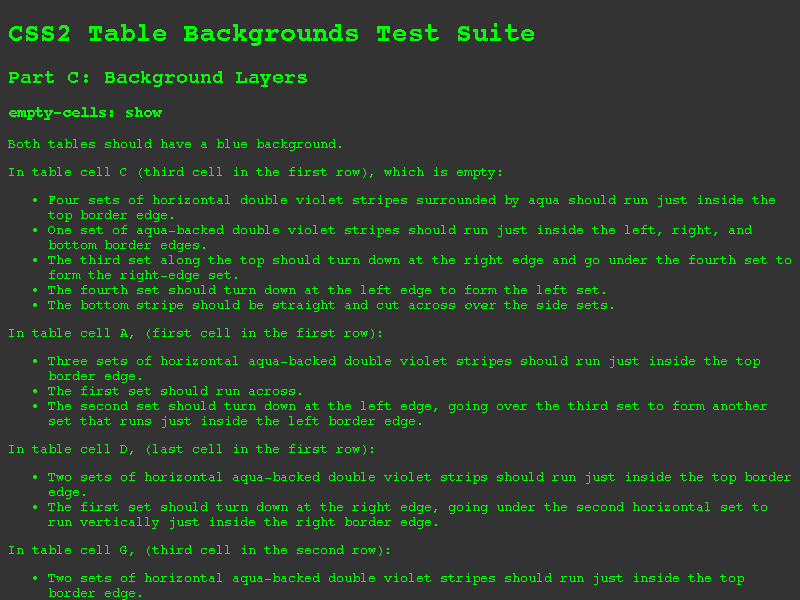 CSS2 Table Backgrounds Test Suite
Part C: Background Layers
empty-cells: show
Both tables should have a blue background.
In table cell C (third cell in the first row), which is empty:
• Four sets of horizontal double violet stripes surrounded by aqua should run just inside the
top border edge.
• One set of aqua-backed double violet stripes should run just inside the left, right, and
bottom border edges.
• The third set along the top should turn down at the right edge and go under the fourth set to
form the right-edge set.
• The fourth set should turn down at the left edge to form the left set.
• The bottom stripe should be straight and cut across over the side sets.
In table cell A, (first cell in the first row):
• Three sets of horizontal aqua-backed double violet stripes should run just inside the top
border edge.
• The first set should run across.
• The second set should turn down at the left edge, going over the third set to form another
set that runs just inside the left border edge.
In table cell D, (last cell in the first row):
• Two sets of horizontal aqua-backed double violet strips should run just inside the top border
edge.
• The first set should turn down at the right edge, going under the second horizontal set to
run vertically just inside the right border edge.
In table cell G, (third cell in the second row):
• Two sets of horizontal aqua-backed double violet stripes should run just inside the top
border edge.